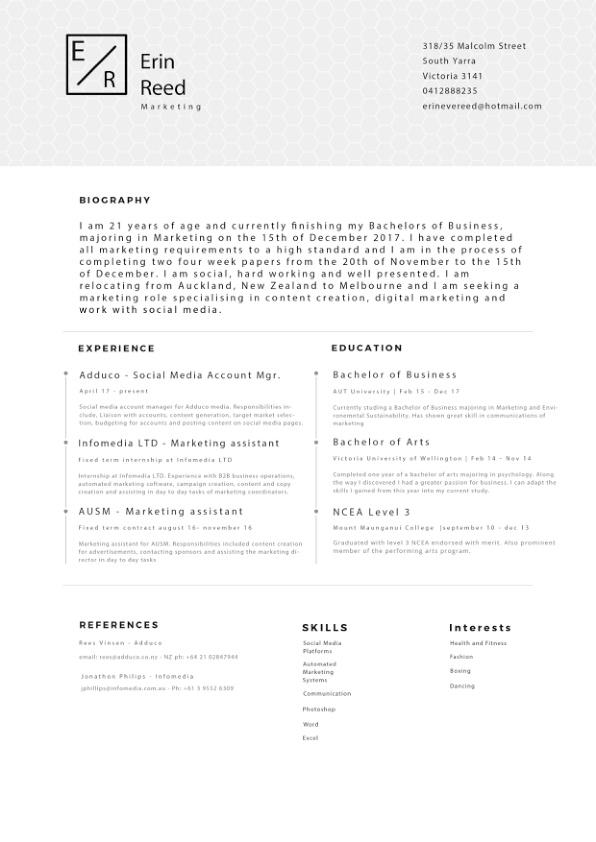 E
R
Erin
Reed
Marketing
318/35 Malcolm Street
South Yarra
Victoria 3141
0412888235
erinevereed@hotmail.com
BIOGRAPHY
I am 21 years of age and currently finishing my Bachelors of Business,
majoring in Marketing on the 15th of December 2017. I have completed
all marketing requirements to a high standard and I am in the process of
completing two four week papers from the 20th of November to the 15th
of December. I am social, hard working and well presented. I am
relocating from Auckland, New Zealand to Melbourne and I am seeking a
marketing role specialising in content creation, digital marketing and
work with social media.
EXPERIENCE
Adduco - Social Media Account Mgr.
April 17 - present
Social media account manager for Adduco media. Responsibilities in-
clude. Liaison with accounts, content generation, target market selec-
tion, budgeting for accounts and posting content on social media pages.
Infomedia LTD - Marketing assistant
Fixed term internship at Infomedia LTD
Internship at Infomedia LTD. Experience with B2B business operations,
automated marketing software, campaign creation, content and copy
creation and assisting in day to day tasks of marketing coordinators.
AUSM - Marketing assistant
Fixed term contract august 16- november 16
Marketing assistant for AUSM. Responsibilities included content creation
for advertisements, contacting sponsors and assisting the marketing di-
rector in day to day tasks
EDUCATION
Bachelor of Business
AUT University | Feb 15 - Dec 17
Currently studing a Bachelor of Business majoring in Marketing and Envi-
ronemental Sustainability. Has shown great skill in communications of
marketing
Bachelor of Arts
Victoria University of Wellington | Feb 14 - Nov 14
Completed one year of a bachelor of arts majoring in psychology. Along
the way I discovered I had a greater passion for business. I can adapt the
skills I gained from this year into my current study.
NCEA Level 3
Mount Maunganui College |september 10 - dec 13
Graduated with level 3 NCEA endorsed with merit. Also prominent
member of the performing arts program.
REFERENCES
Rees Vinsen - Adduco
email: rees@adduco.co.nz - NZ ph: +64 21 02847944
Jonathon Philips - Infomedia
jphillips@infomedia.com.au - Ph: +61 3 9552 6309
SKILLS
Social Media
Platforms
Automated
Marketing
Systems
Communication
Photoshop
Word
Excel
Interests
Health and Fitness
Fashion
Boxing
Dancing